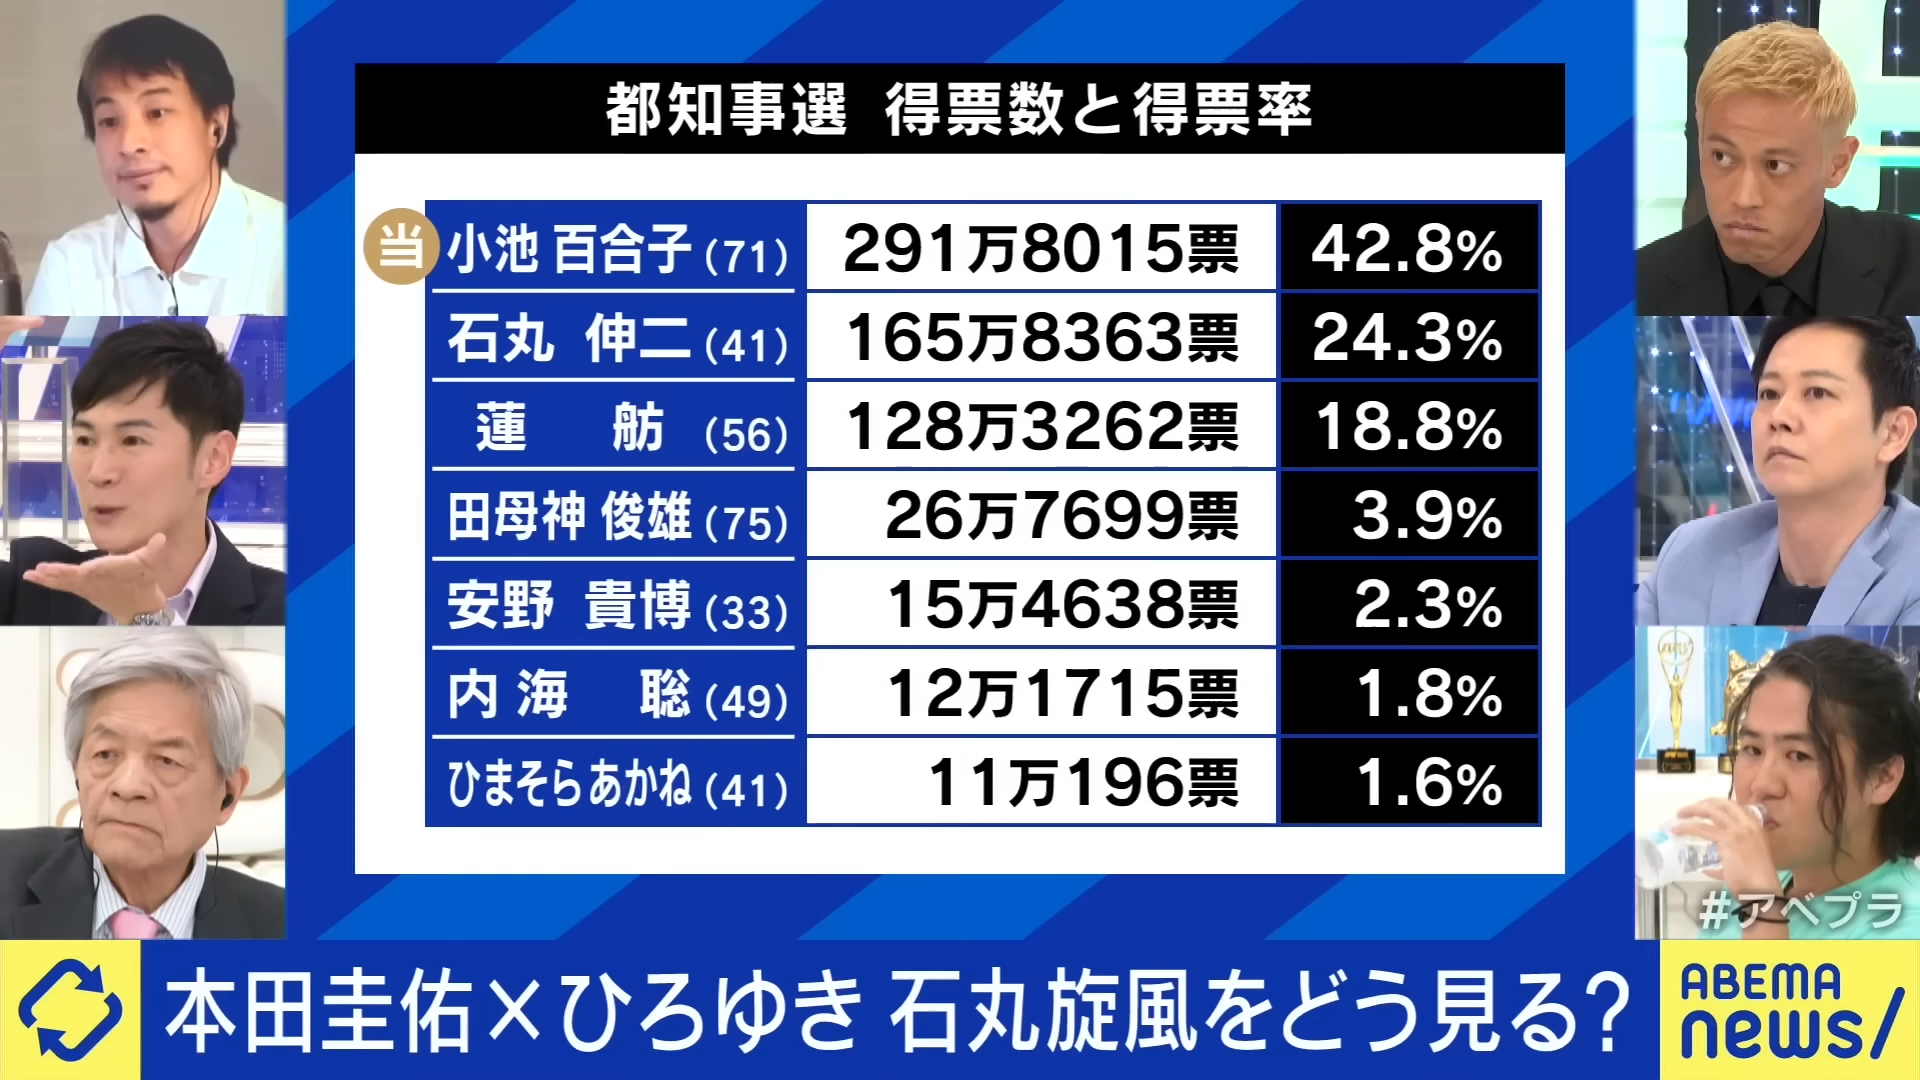 都知事選 得票数と得票率
当 小池 百合子 (71) 291万8015票 42.8%
石丸 伸二 (41) 165万8363票 24.3%
蓮 舫 (56) 128万3262票 18.8%
田母神 俊雄 (75) 26万7699票 3.9%
安野 貴博 (33) 15万4638票 2.3%
内海 聡 (49) 12万1715票 1.8%
ひまそらあかね (41) 11万196票 1.6%
#アベプラ
本田圭佑×ひろゆき 石丸旋風をどう見る?
ABEMA
news/